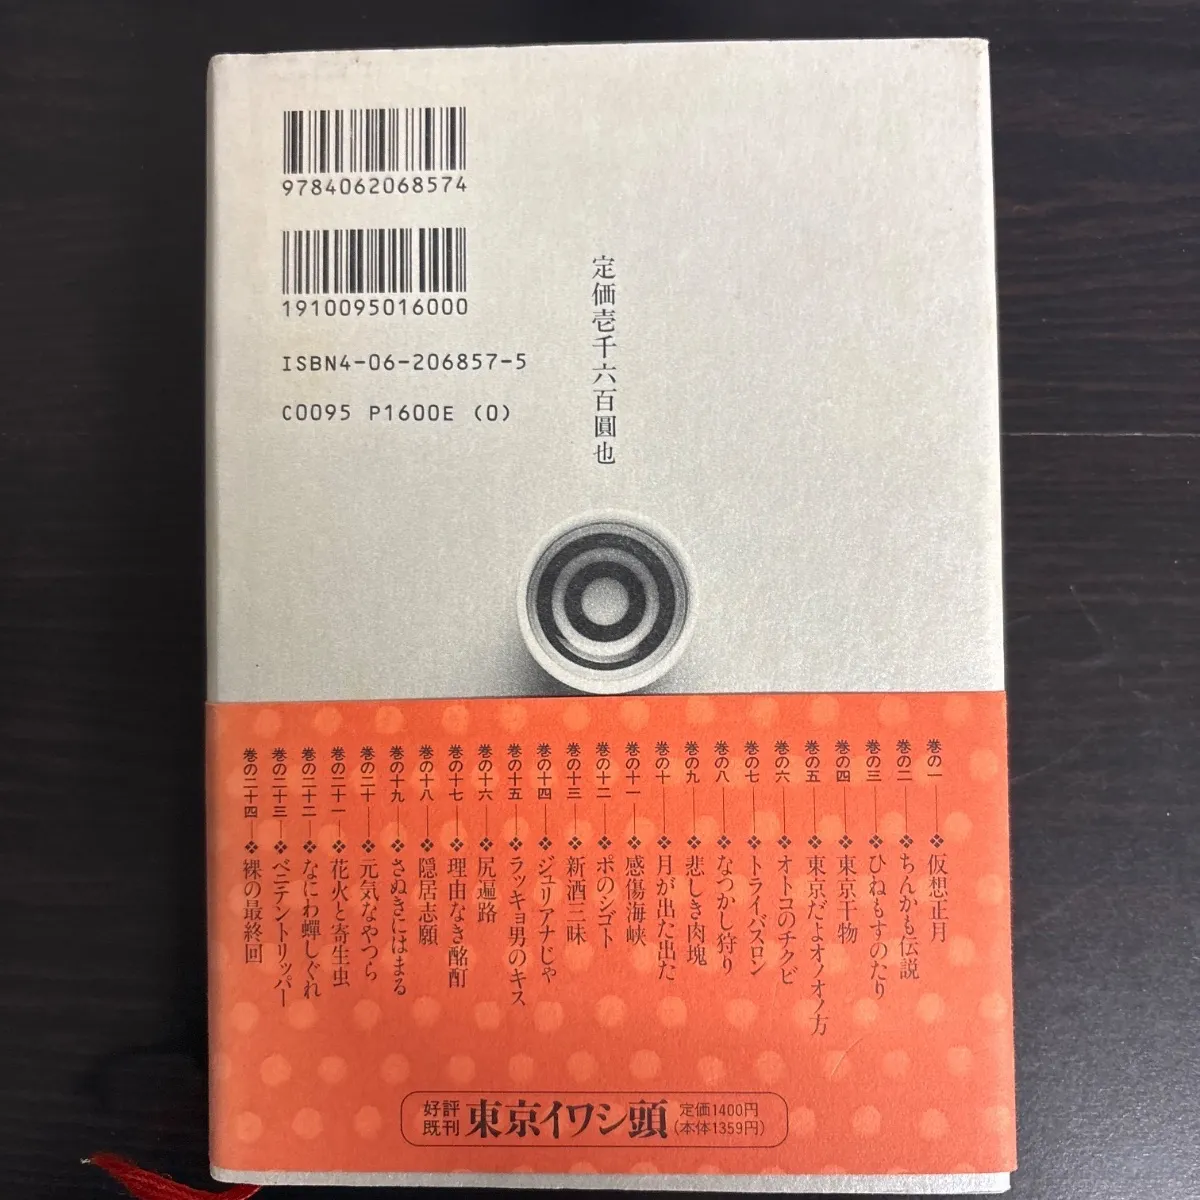 9784062068574
1910095016000
ISBN4-06-206857-5
C0095 P1600E (0)
定価壱千六百圓也
巻の一――❖仮想正月
巻の二――❖ちんかも伝説
巻の三――❖ひねもすのたり
巻の四――❖東京干物
巻の五――❖東京だよオノオノ方
巻の六――❖オトコのチクビ
巻の七――❖トライバスロン
巻の八――❖なつかし狩り
巻の九――❖悲しき肉塊
巻の十――❖月が出た出た
巻の十一――❖感傷海峡
巻の十二――❖ポのシゴト
巻の十三――❖新酒三昧
巻の十四――❖ジュリアナじゃ
巻の十五――❖ラッキョ男のキス
巻の十六――❖尻遍路
巻の十七――❖理由なき酩酊
巻の十八――❖隠居志願
巻の十九――❖さぬきにはまる
巻の二十――❖元気なやつら
巻の二十一――❖花火と寄生虫
巻の二十二――❖なにわ蟬しぐれ
巻の二十三――❖ベニテントリッパー
巻の二十四――❖裸の最終回
好評既刊 東京イワシ頭 定価1400円(本体1359円)